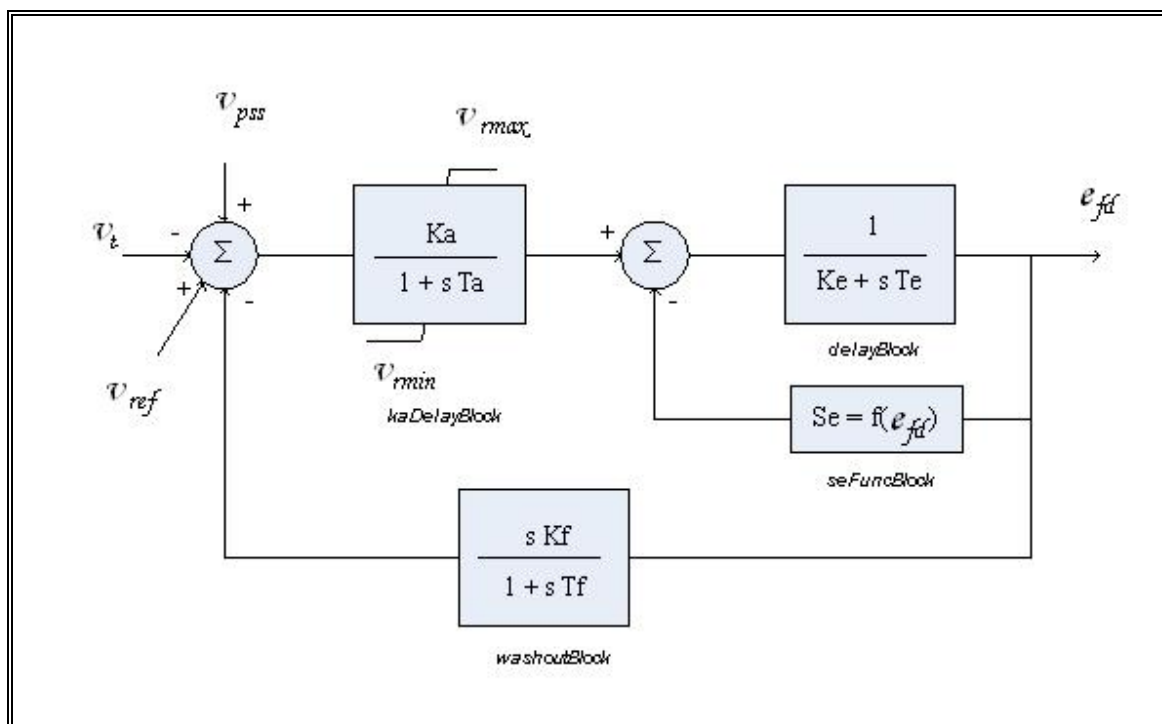 v_pss
v_rmax
e_fd
+
v_t
-
Σ
Ka
1 + s Ta
+
Σ
1
Ke + s Te
+
-
-
v_ref
v_rmin
kaDelayBlock
delayBlock
Se = f(e_fd)
seFuncBlock
s Kf
1 + s Tf
washoutBlock